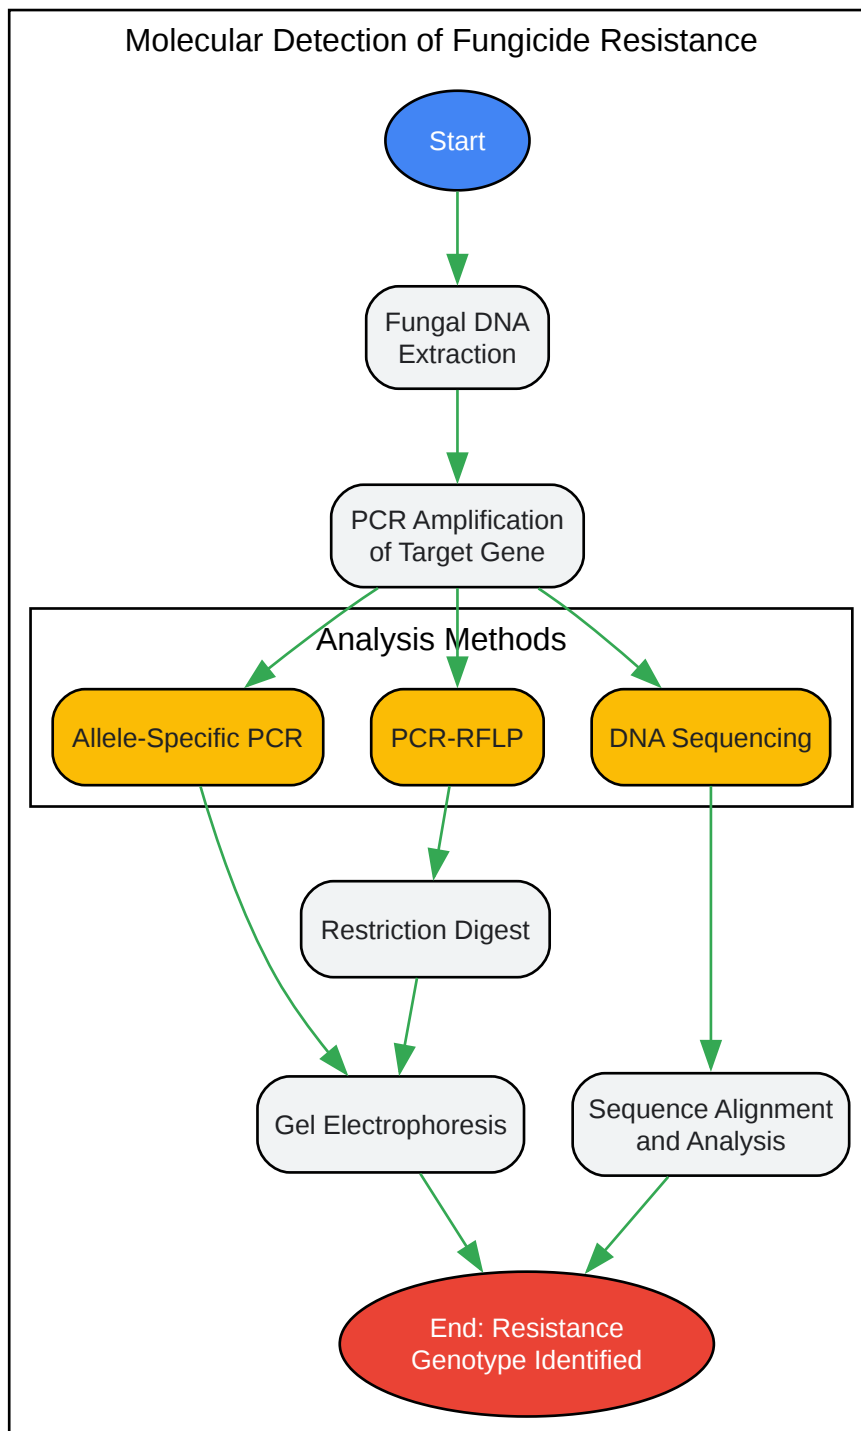 Molecular Detection of Fungicide Resistance
Start
Fungal DNA
Extraction
PCR Amplification
of Target Gene
Analysis Methods
Allele-Specific PCR
PCR-RFLP
DNA Sequencing
Restriction Digest
Gel Electrophoresis
Sequence Alignment
and Analysis
End: Resistance
Genotype Identified